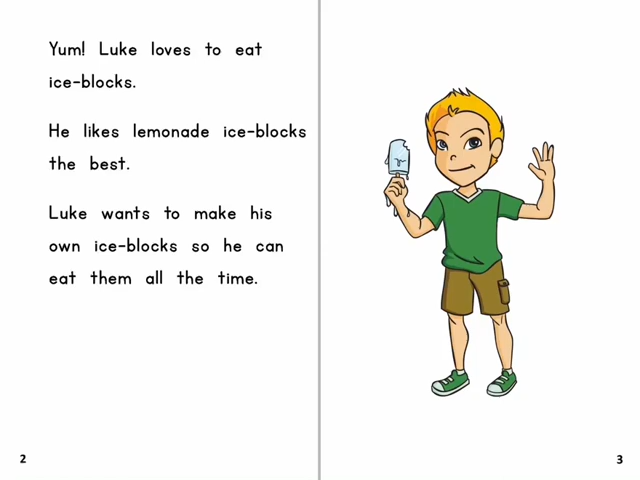 Yum! Luke loves to eat
ice-blocks.
He likes lemonade ice-blocks
the best.
Luke wants to make his
own ice-blocks so he can
eat them all the time.
2
3